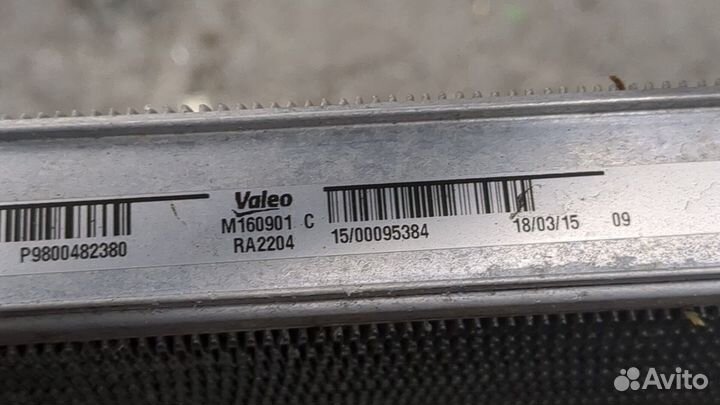 Valeo
M160901 C
P9800482380
RA2204
15/00095384
18/03/15 09
Avito